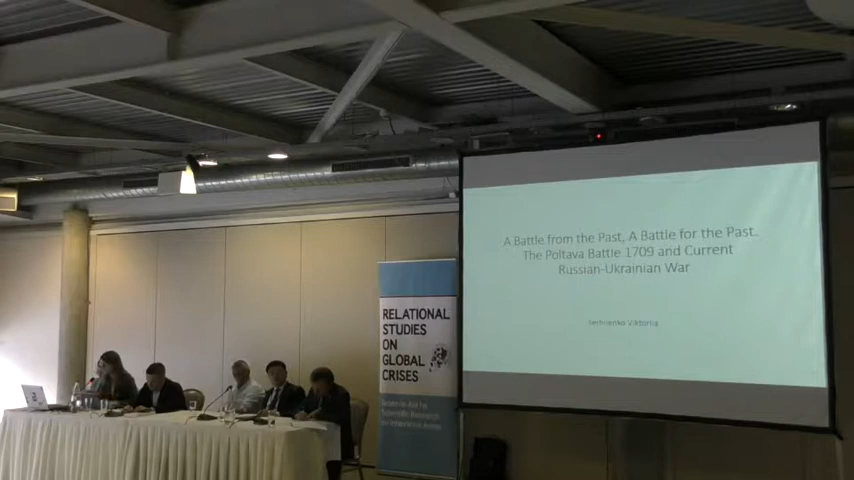 A Battle from the Past, A Battle for the Past.
The Poltava Battle 1709 and Current
Russian-Ukrainian War
RELATIONAL
STUDIES
ON
GLOBAL
CRISES